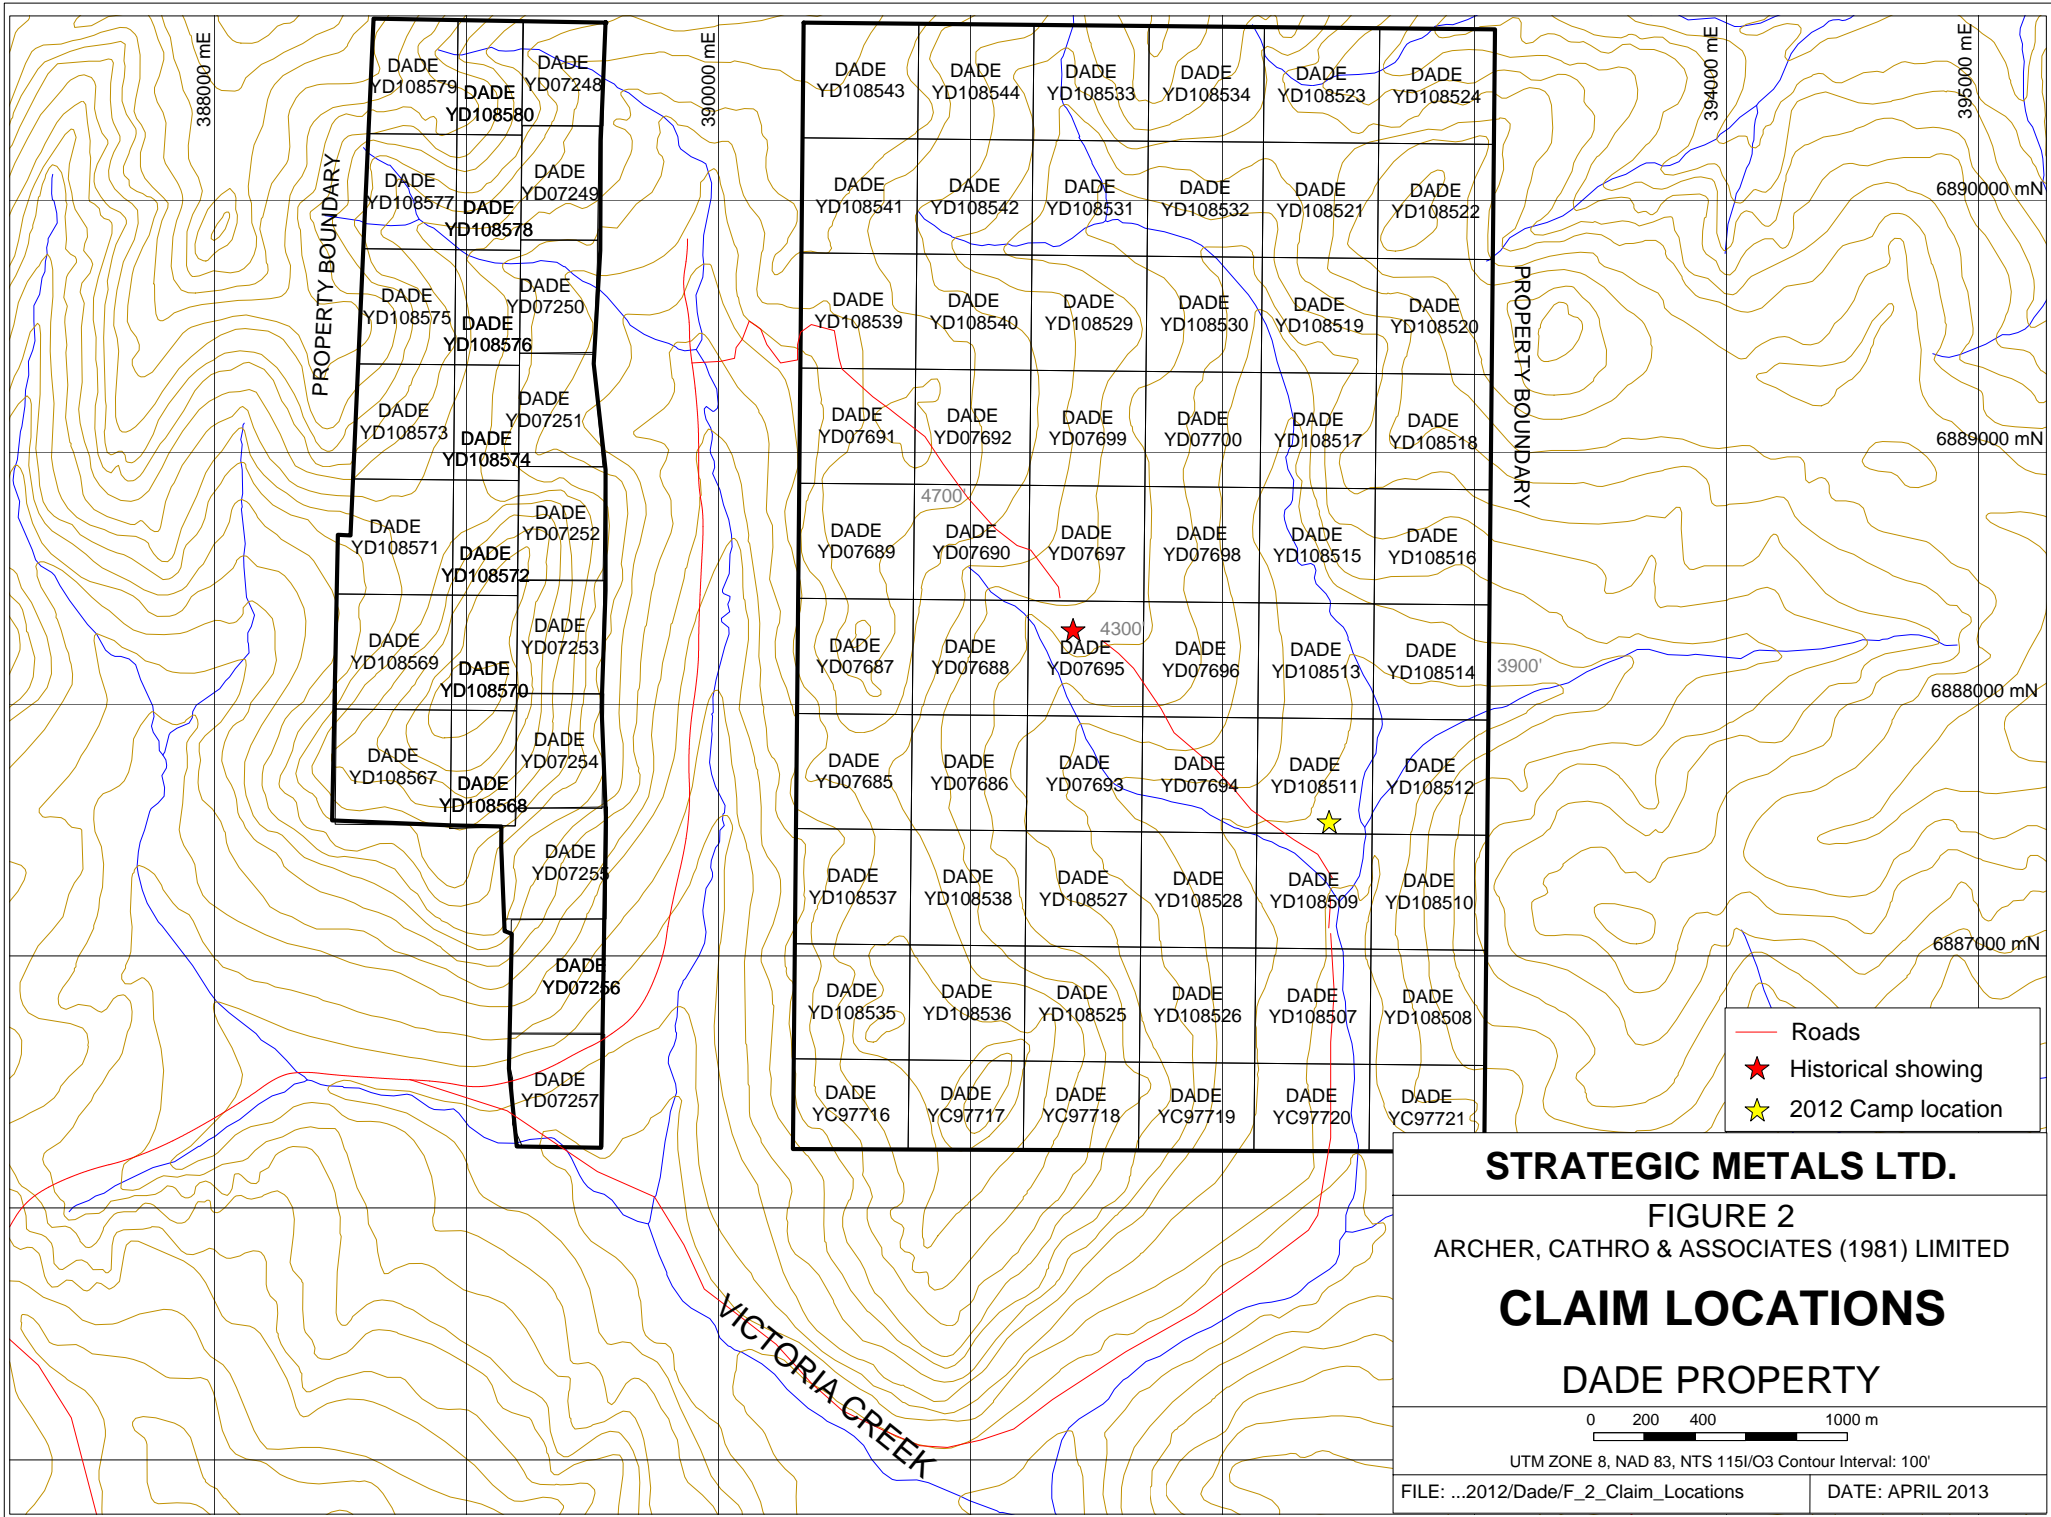 388000 mE
390000 mE
394000 mE
395000 mE
6890000 mN
6889000 mN
6888000 mN
6887000 mN
PROPERTY BOUNDARY
PROPERTY BOUNDARY
DADE
YD108579
DADE
YD108580
DADE
YD07248
DADE
YD108577
DADE
YD108578
DADE
YD07249
DADE
YD108575
DADE
YD108576
DADE
YD07250
DADE
YD108573
DADE
YD108574
DADE
YD07251
DADE
YD108571
DADE
YD108572
DADE
YD07252
DADE
YD108569
DADE
YD108570
DADE
YD07253
DADE
YD108567
DADE
YD108568
DADE
YD07254
DADE
YD07255
DADE
YD07256
DADE
YD07257
DADE
YD108543
DADE
YD108544
DADE
YD108533
DADE
YD108534
DADE
YD108523
DADE
YD108524
DADE
YD108541
DADE
YD108542
DADE
YD108531
DADE
YD108532
DADE
YD108521
DADE
YD108522
DADE
YD108539
DADE
YD108540
DADE
YD108529
DADE
YD108530
DADE
YD108519
DADE
YD108520
DADE
YD07691
DADE
YD07692
DADE
YD07699
DADE
YD07700
DADE
YD108517
DADE
YD108518
4700'
DADE
YD07689
DADE
YD07690
DADE
YD07697
DADE
YD07698
DADE
YD108515
DADE
YD108516
4300'
3900'
DADE
YD07687
DADE
YD07688
DADE
YD07695
DADE
YD07696
DADE
YD108513
DADE
YD108514
DADE
YD07685
DADE
YD07686
DADE
YD07693
DADE
YD07694
DADE
YD108511
DADE
YD108512
DADE
YD108537
DADE
YD108538
DADE
YD108527
DADE
YD108528
DADE
YD108509
DADE
YD108510
DADE
YD108535
DADE
YD108536
DADE
YD108525
DADE
YD108526
DADE
YD108507
DADE
YD108508
DADE
YC97716
DADE
YC97717
DADE
YC97718
DADE
YC97719
DADE
YC97720
DADE
YC97721
VICTORIA CREEK
Roads
Historical showing
2012 Camp location
STRATEGIC METALS LTD.
FIGURE 2
ARCHER, CATHRO & ASSOCIATES (1981) LIMITED
CLAIM LOCATIONS
DADE PROPERTY
0 200 400 1000 m
UTM ZONE 8, NAD 83, NTS 115I/O3 Contour Interval: 100'
FILE: ...2012/Dade/F_2_Claim_Locations
DATE: APRIL 2013